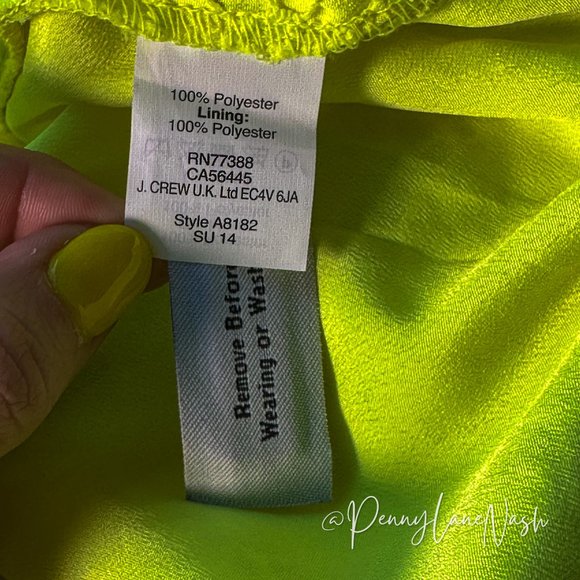 100% Polyester
Lining:
100% Polyester
RN77388
CA56445
J. CREW U.K. Ltd EC4V 6JA
Style A8182
SU 14
Remove Before
Wearing or Wash
@PennyLaneNash